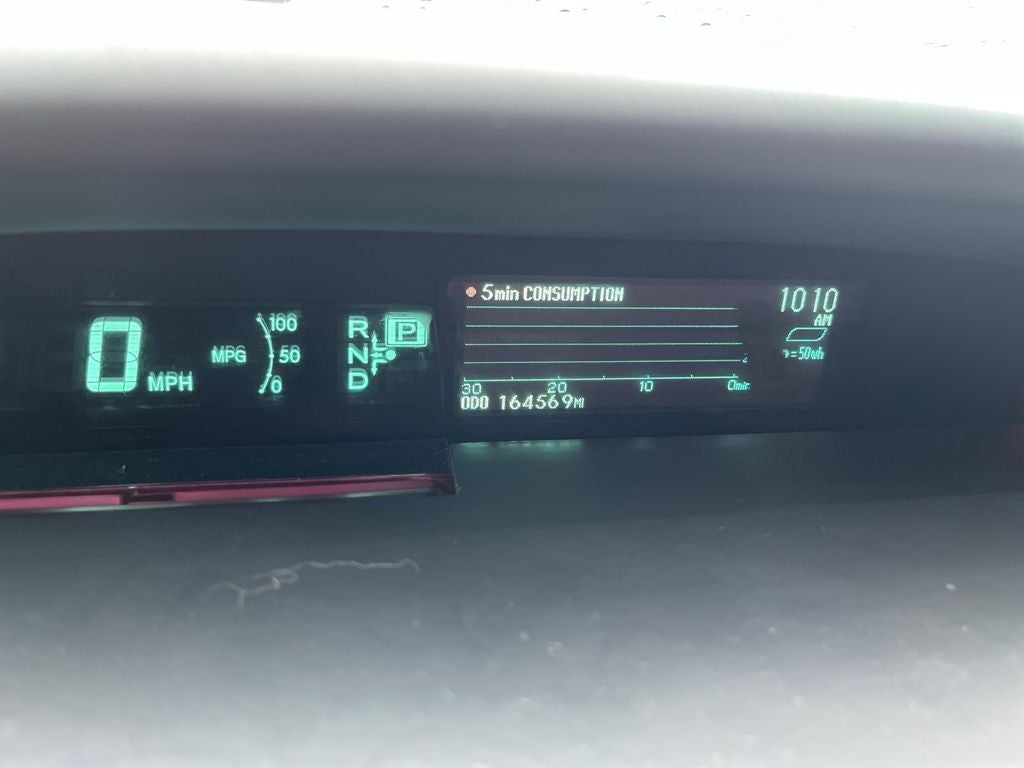 0 MPH
MPG
100
50
0
R
N
D
P
5min CONSUMPTION
30 20 10 0min
ODO 164569MI
1010
AM
=50wh